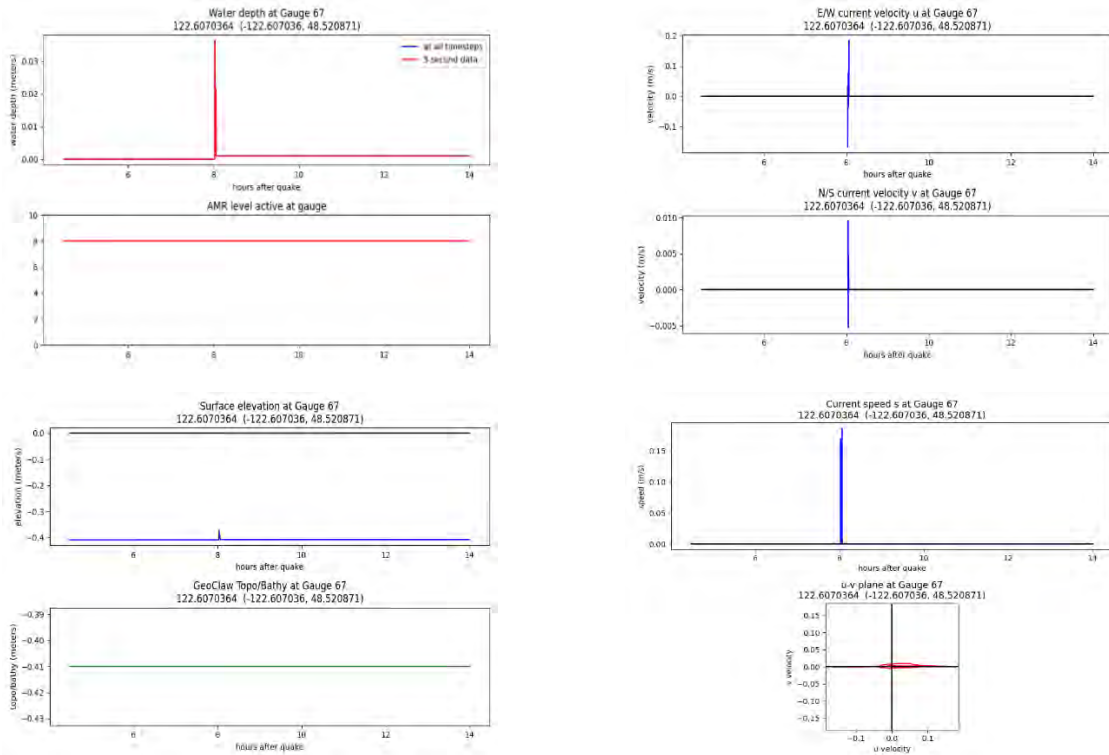 Water depth at Gauge 67
122.6070364 (-122.607036, 48.520871)
at all timesteps
5-second data
water depth (meters)
0.03
0.02
0.01
0.00
6 8 10 12 14
hours after quake
AMR level active at gauge
10
8
6
4
2
0
6 8 10 12 14
Surface elevation at Gauge 67
122.6070364 (-122.607036, 48.520871)
elevation (meters)
0.0
−0.1
−0.2
−0.3
−0.4
6 8 10 12 14
hours after quake
GeoClaw Topo/Bathy at Gauge 67
122.6070364 (-122.607036, 48.520871)
topo/bathy (meters)
−0.39
−0.40
−0.41
−0.42
−0.43
6 8 10 12 14
hours after quake
E/W current velocity u at Gauge 67
122.6070364 (-122.607036, 48.520871)
velocity (m/s)
0.2
0.1
0.0
−0.1
6 8 10 12 14
hours after quake
N/S current velocity v at Gauge 67
122.6070364 (-122.607036, 48.520871)
velocity (m/s)
0.010
0.005
0.000
−0.005
6 8 10 12 14
hours after quake
Current speed s at Gauge 67
122.6070364 (-122.607036, 48.520871)
speed (m/s)
0.15
0.10
0.05
0.00
6 8 10 12 14
hours after quake
u-v plane at Gauge 67
122.6070364 (-122.607036, 48.520871)
v velocity
0.15
0.10
0.05
0.00
−0.05
−0.10
−0.15
−0.1 0.0 0.1
u velocity